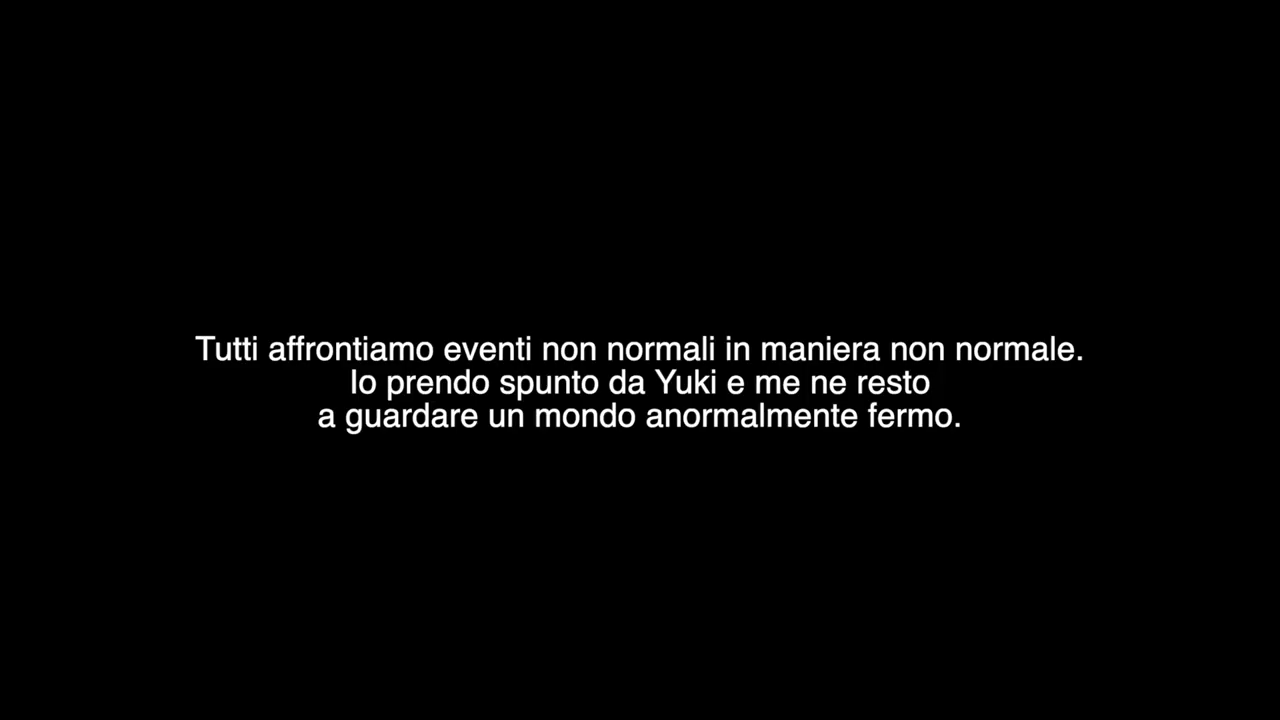 Tutti affrontiamo eventi non normali in maniera non normale.
Io prendo spunto da Yuki e me ne resto
a guardare un mondo anormalmente fermo.